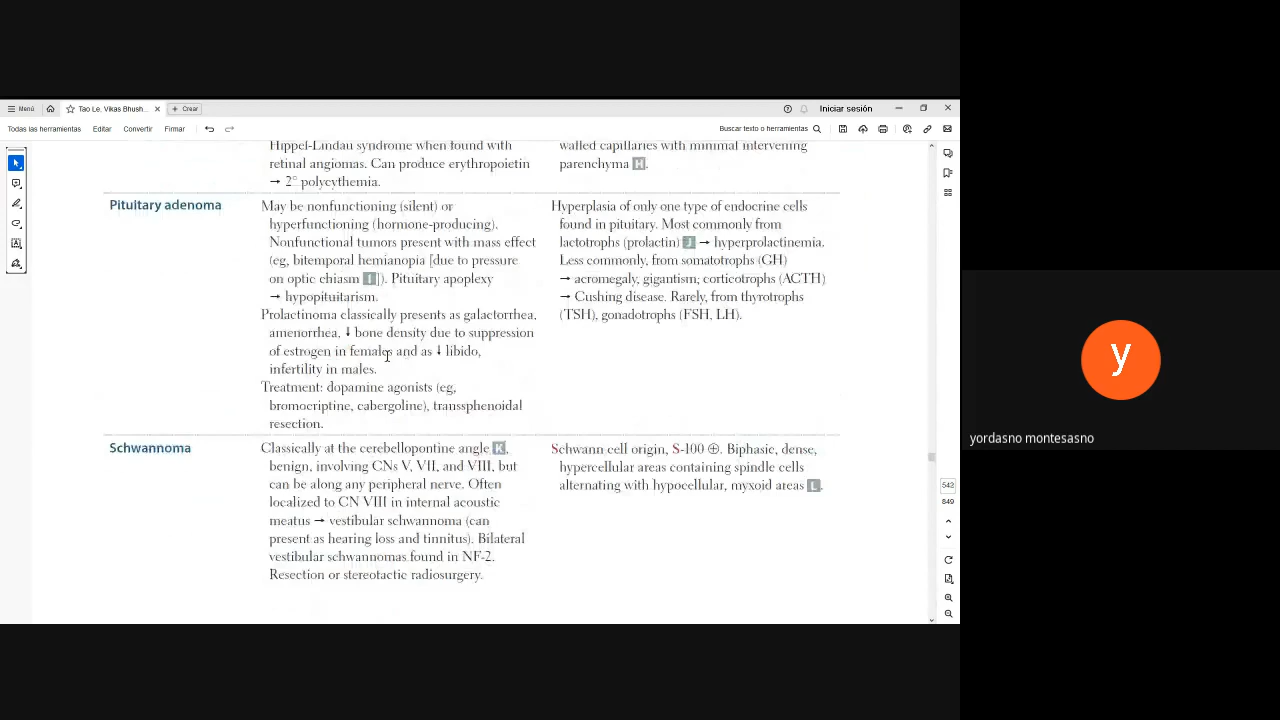 Menú
Tao Le, Vikas Bhush...
Crear
Iniciar sesión
Todas las herramientas
Editar
Convertir
Firmar
Buscar texto o herramientas
Hippel-Lindau syndrome when found with
retinal angiomas. Can produce erythropoietin
→ 2° polycythemia.
walled capillaries with minimal intervening
parenchyma H.
Pituitary adenoma
May be nonfunctioning (silent) or
hyperfunctioning (hormone-producing).
Nonfunctional tumors present with mass effect
(eg, bitemporal hemianopia [due to pressure
on optic chiasm I]). Pituitary apoplexy
→ hypopituitarism.
Prolactinoma classically presents as galactorrhea,
amenorrhea, ↓ bone density due to suppression
of estrogen in females and as ↓ libido,
infertility in males.
Treatment: dopamine agonists (eg,
bromocriptine, cabergoline), transsphenoidal
resection.
Hyperplasia of only one type of endocrine cells
found in pituitary. Most commonly from
lactotrophs (prolactin) J → hyperprolactinemia.
Less commonly, from somatotrophs (GH)
→ acromegaly, gigantism; corticotrophs (ACTH)
→ Cushing disease. Rarely, from thyrotrophs
(TSH), gonadotrophs (FSH, LH).
Schwannoma
Classically at the cerebellopontine angle K,
benign, involving CNs V, VII, and VIII, but
can be along any peripheral nerve. Often
localized to CN VIII in internal acoustic
meatus → vestibular schwannoma (can
present as hearing loss and tinnitus). Bilateral
vestibular schwannomas found in NF-2.
Resection or stereotactic radiosurgery.
Schwann cell origin, S-100 ⊕. Biphasic, dense,
hypercellular areas containing spindle cells
alternating with hypocellular, myxoid areas L.
542
849
y
yordasno montesasno